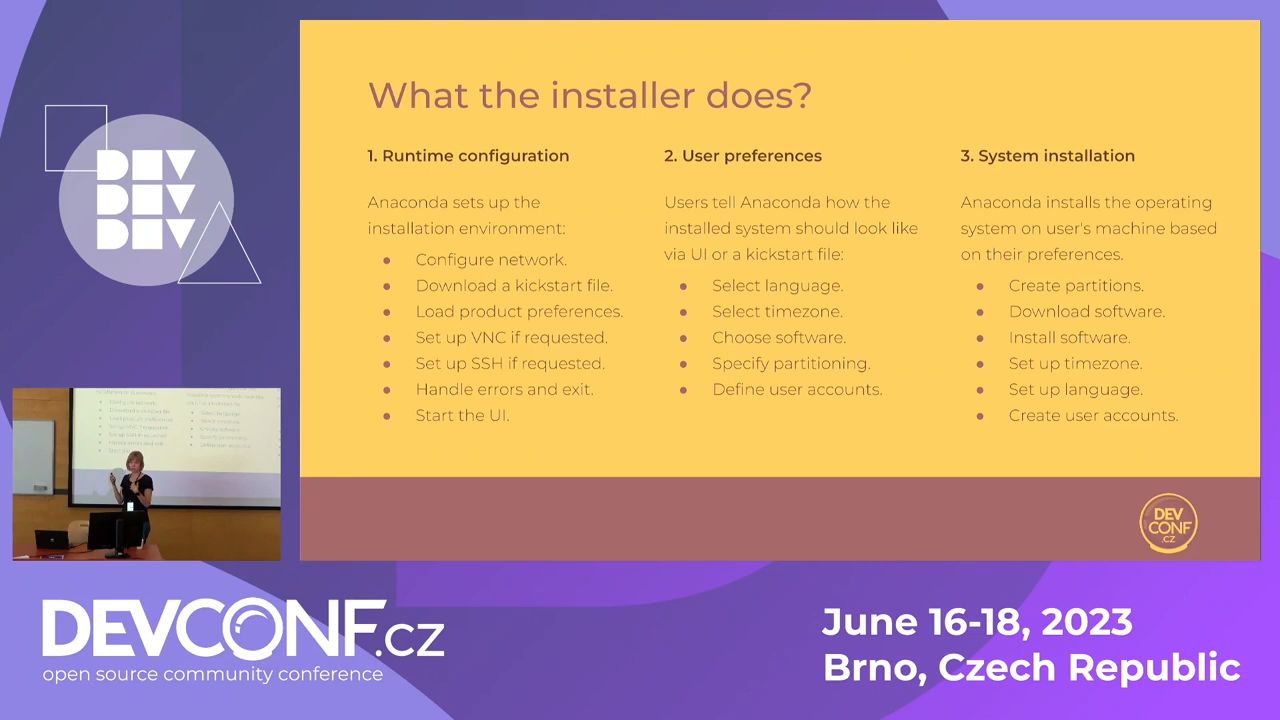 DEV
DEV
DEV
What the installer does?
1. Runtime configuration
Anaconda sets up the
installation environment:
● Configure network.
● Download a kickstart file.
● Load product preferences.
● Set up VNC if requested.
● Set up SSH if requested.
● Handle errors and exit.
● Start the UI.
2. User preferences
Users tell Anaconda how the
installed system should look like
via UI or a kickstart file:
● Select language.
● Select timezone.
● Choose software.
● Specify partitioning.
● Define user accounts.
3. System installation
Anaconda installs the operating
system on user's machine based
on their preferences.
● Create partitions.
● Download software.
● Install software.
● Set up timezone.
● Set up language.
● Create user accounts.
DEV
CONF
.CZ
DEVCONF.cz
open source community conference
June 16-18, 2023
Brno, Czech Republic